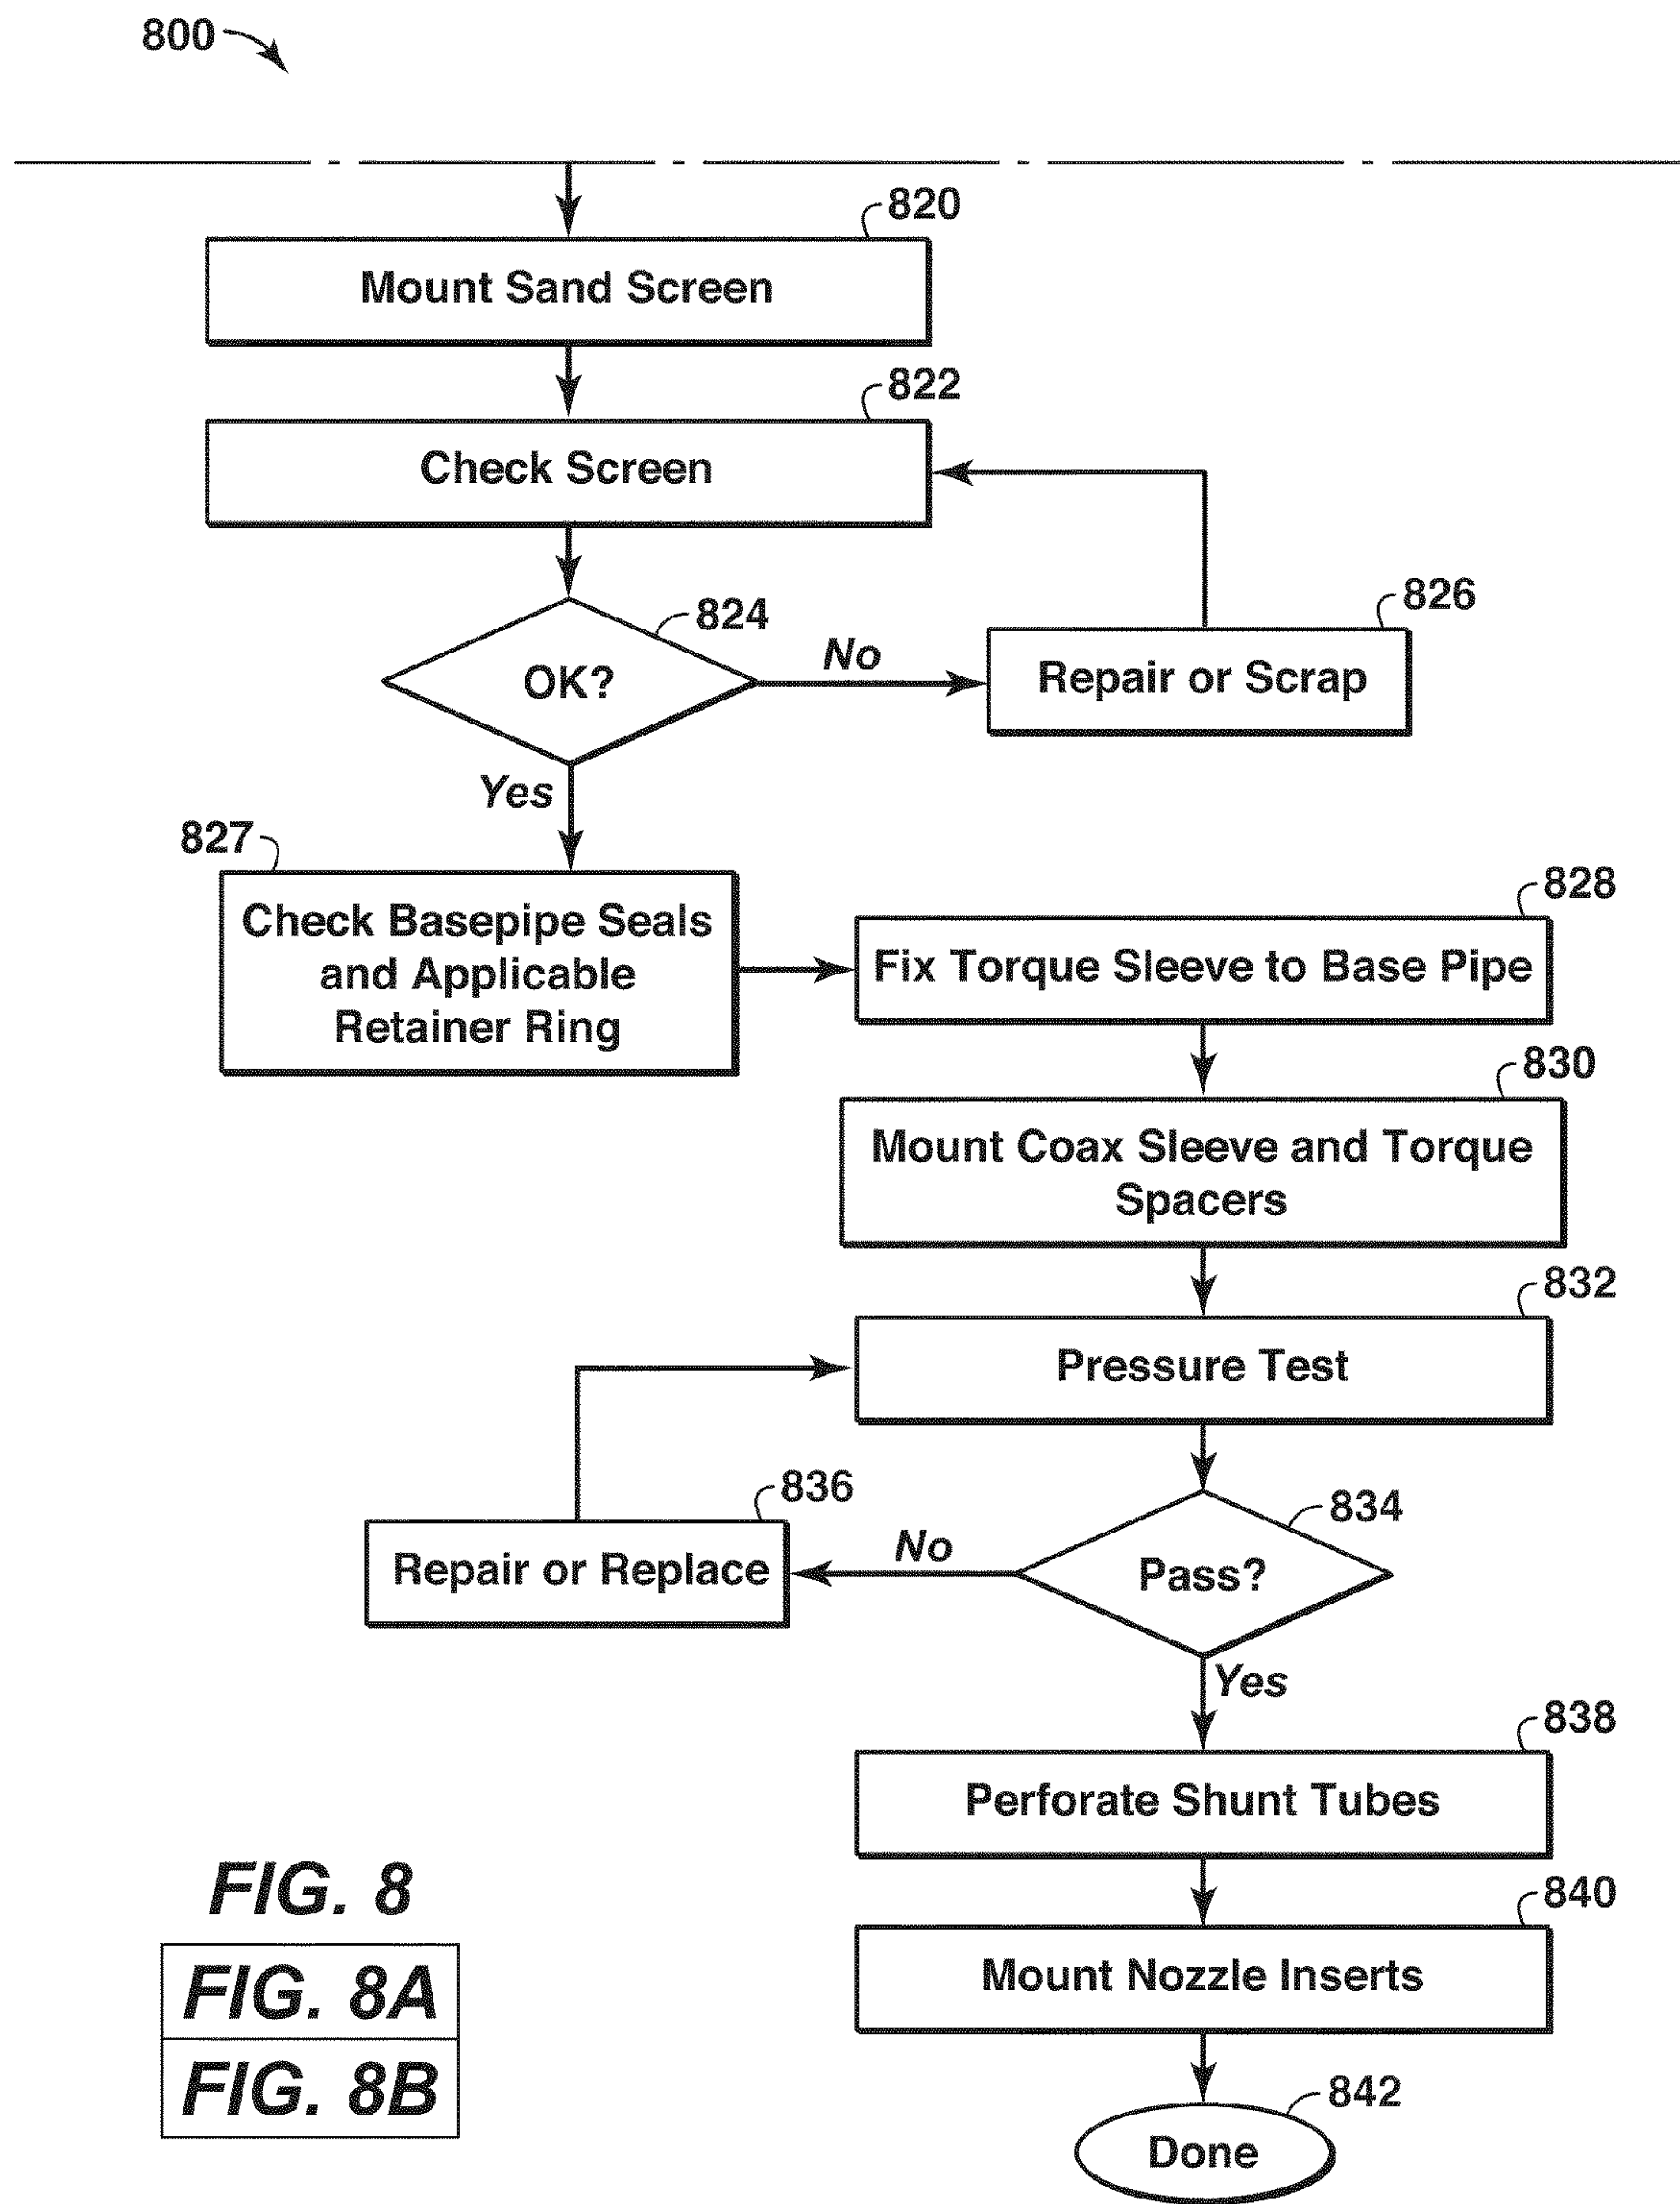 800
820
Mount Sand Screen
822
Check Screen
824
OK?
No
826
Repair or Scrap
Yes
827
Check Basepipe Seals
and Applicable
Retainer Ring
828
Fix Torque Sleeve to Base Pipe
830
Mount Coax Sleeve and Torque
Spacers
832
Pressure Test
834
Pass?
No
836
Repair or Replace
Yes
838
Perforate Shunt Tubes
840
Mount Nozzle Inserts
842
Done
FIG. 8
FIG. 8A
FIG. 8B